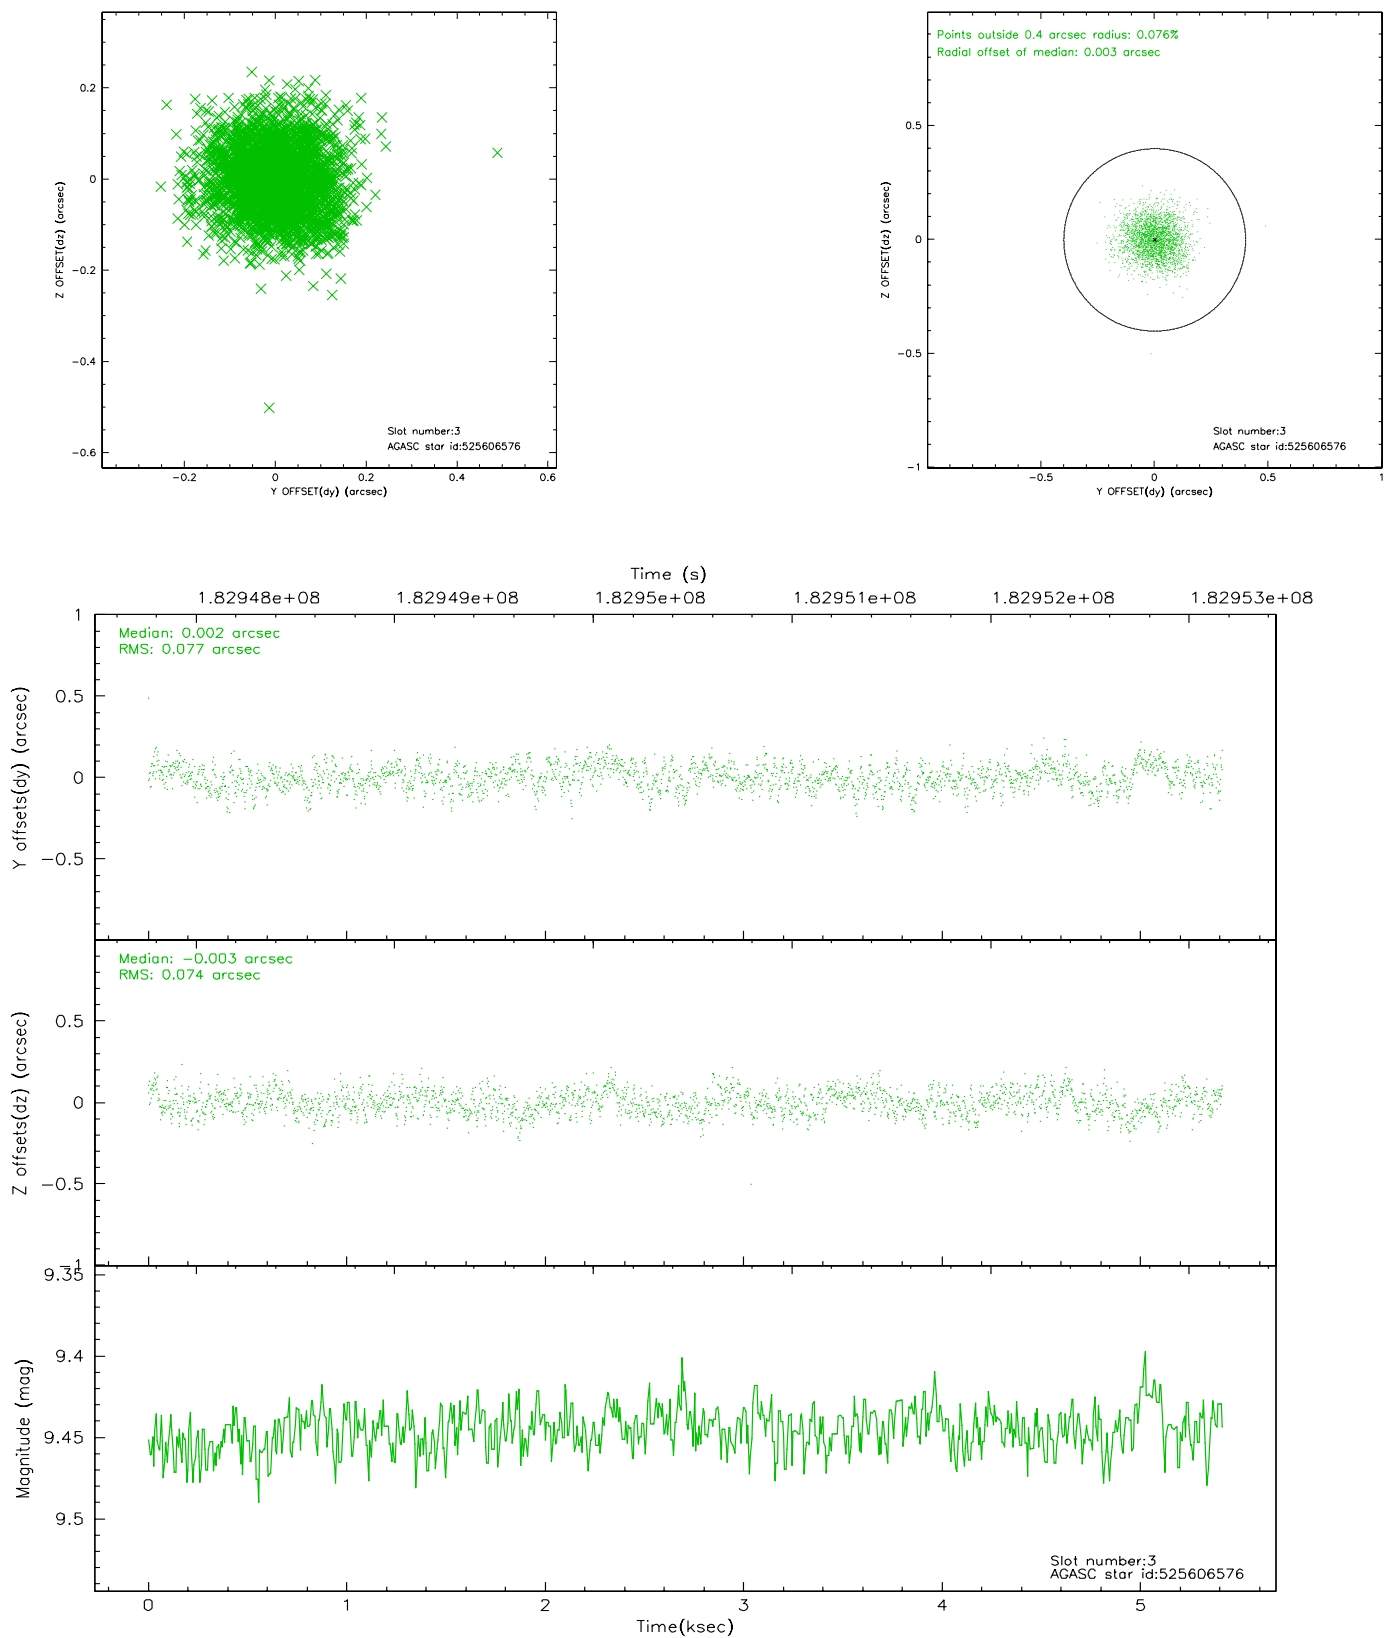 0.2
0
−0.2
−0.4
−0.6
Z OFFSET(dz) (arcsec)
Slot number:3
AGASC star id:525606576
−0.2 0 0.2 0.4 0.6
Y OFFSET(dy) (arcsec)
Points outside 0.4 arcsec radius: 0.076%
Radial offset of median: 0.003 arcsec
0.5
0
−0.5
−1
Z OFFSET(dz) (arcsec)
Slot number:3
AGASC star id:525606576
−0.5 0 0.5 1
Y OFFSET(dy) (arcsec)
Time (s)
1.82948e+08 1.82949e+08 1.8295e+08 1.82951e+08 1.82952e+08 1.82953e+08
1
0.5
0
−0.5
Y offsets(dy) (arcsec)
Median: 0.002 arcsec
RMS: 0.077 arcsec
0.5
0
−0.5
−1
Z offsets(dz) (arcsec)
Median: −0.003 arcsec
RMS: 0.074 arcsec
9.35
9.4
9.45
9.5
Magnitude (mag)
Slot number:3
AGASC star id:525606576
0 1 2 3 4 5
Time(ksec)